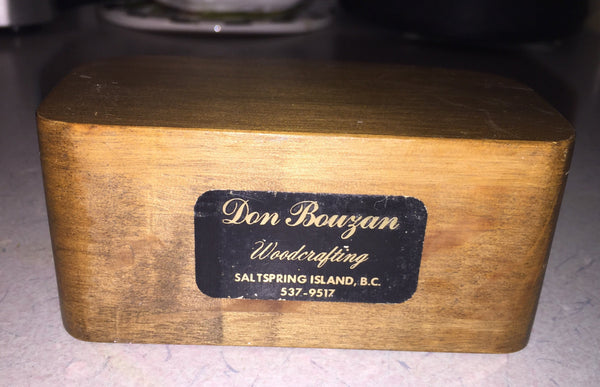 Don Bouzan
Woodcrafting
SALTSPRING ISLAND, B.C.
537-9517